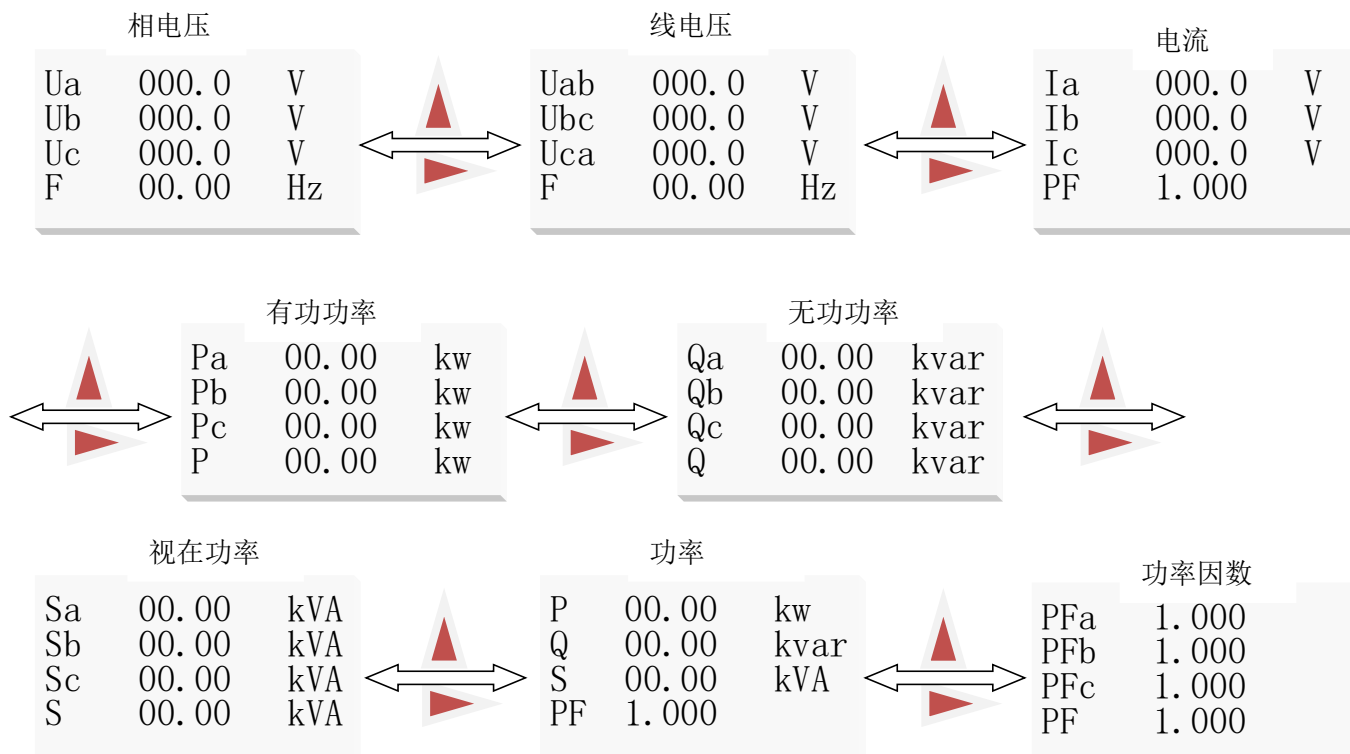 相电压
Ua 000.0 V
Ub 000.0 V
Uc 000.0 V
F 00.00 Hz
线电压
Uab 000.0 V
Ubc 000.0 V
Uca 000.0 V
F 00.00 Hz
电流
Ia 000.0 V
Ib 000.0 V
Ic 000.0 V
PF 1.000
有功功率
Pa 00.00 kw
Pb 00.00 kw
Pc 00.00 kw
P 00.00 kw
无功功率
Qa 00.00 kvar
Qb 00.00 kvar
Qc 00.00 kvar
Q 00.00 kvar
视在功率
Sa 00.00 kVA
Sb 00.00 kVA
Sc 00.00 kVA
S 00.00 kVA
功率
P 00.00 kw
Q 00.00 kvar
S 00.00 kVA
PF 1.000
功率因数
PFa 1.000
PFb 1.000
PFc 1.000
PF 1.000